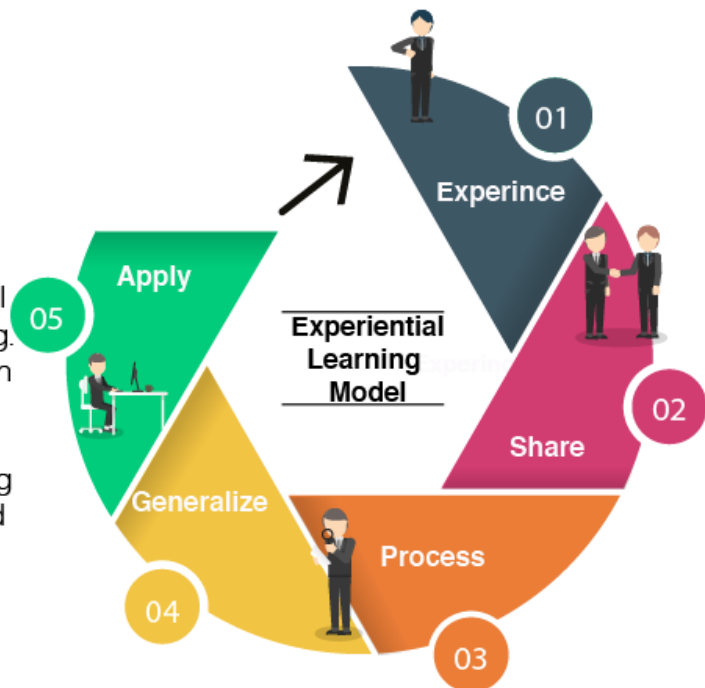 01
Experince
02
Share
03
Process
04
Generalize
05
Apply
Experiential
Learning
Model